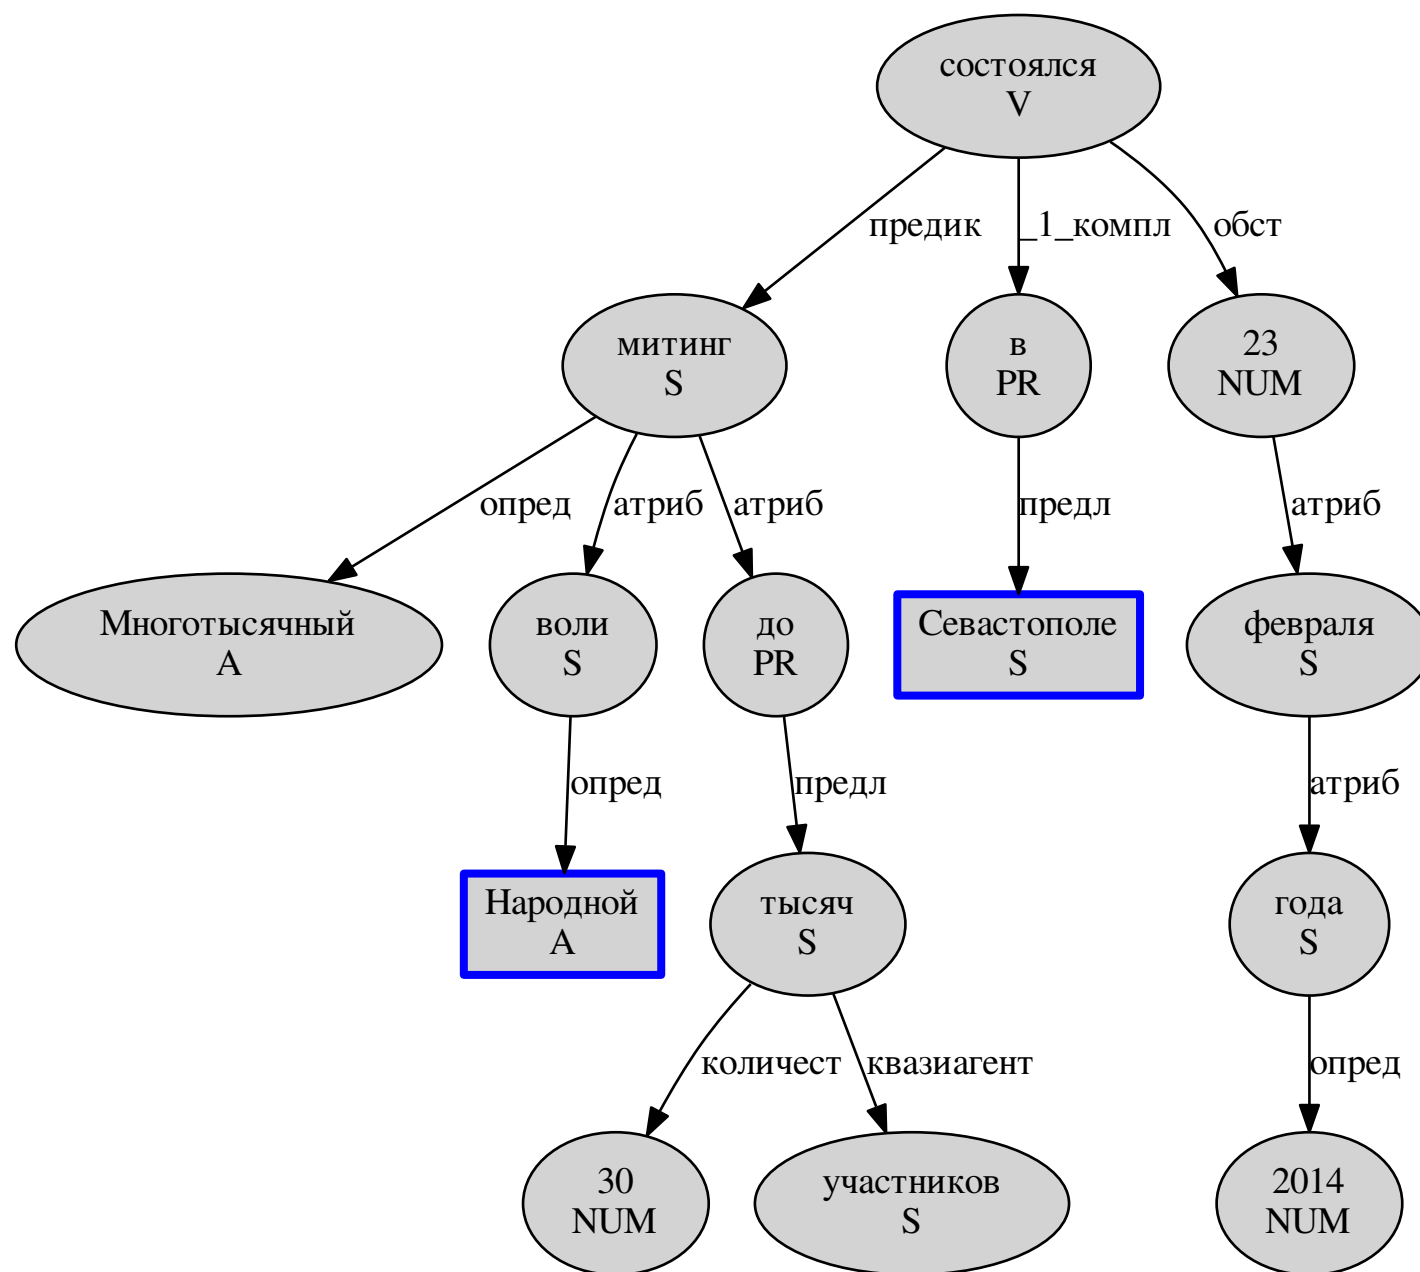 состоялся
V
предик
_1_компл
обст
митинг
S
в
PR
23
NUM
опред
атриб
атриб
предл
атриб
Многотысячный
A
воли
S
до
PR
Севастополе
S
февраля
S
опред
предл
атриб
Народной
A
тысяч
S
года
S
количест
квазиагент
опред
30
NUM
участников
S
2014
NUM